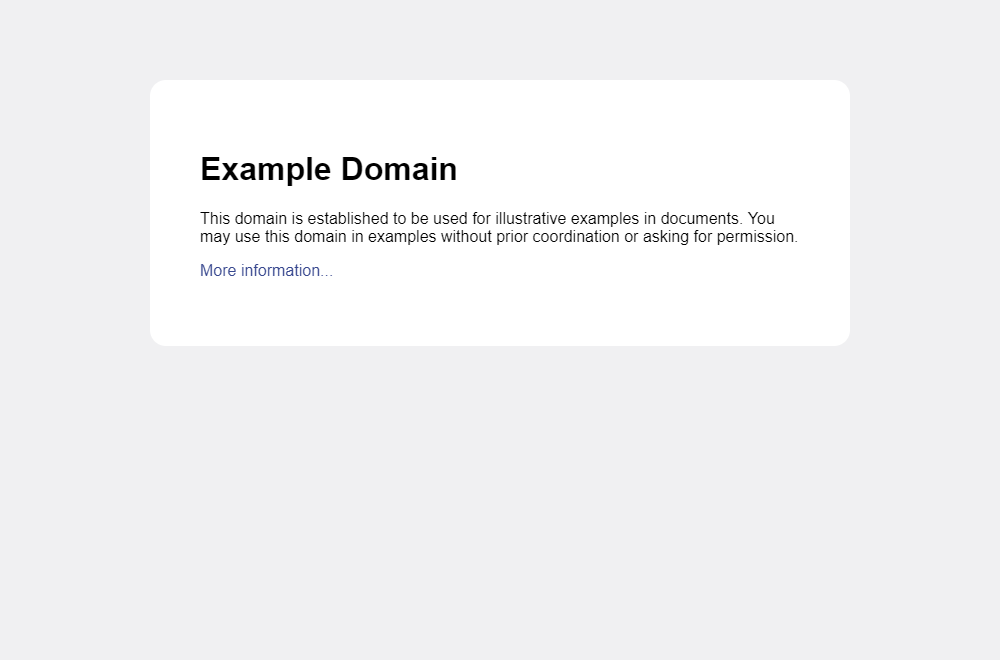 Example Domain
This domain is established to be used for illustrative examples in documents. You
may use this domain in examples without prior coordination or asking for permission.
More information...